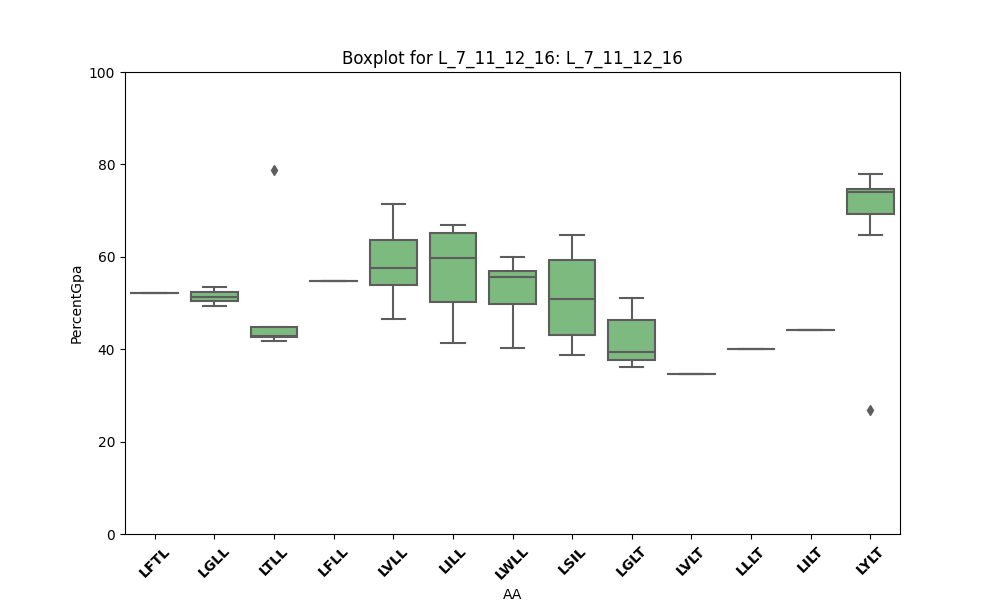 Boxplot for L_7_11_12_16: L_7_11_12_16
100
80
60
40
20
0
PercentGpa
LFTL LGLL LTLL LFLL LVLL LILL LWLL LSIL LGLT LVLT LLLT LILT LYLT
AA